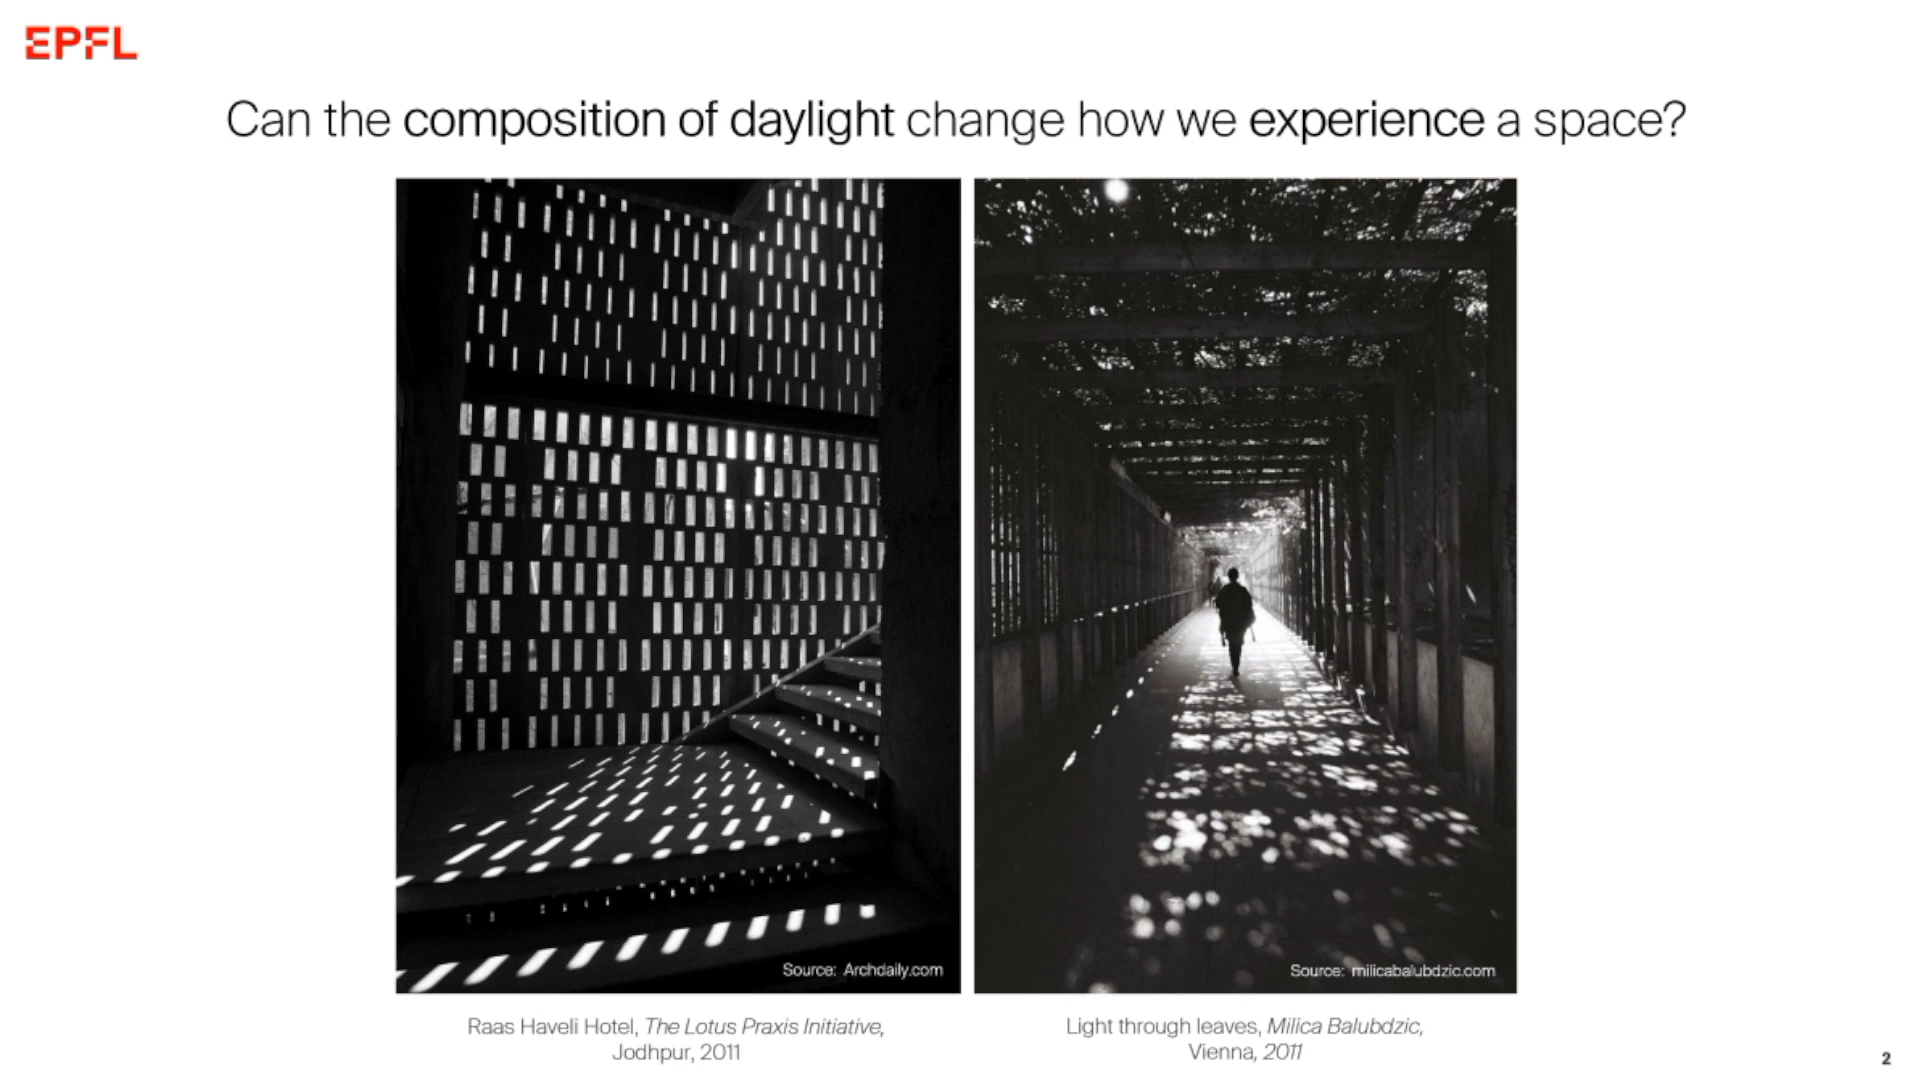 EPFL
Can the composition of daylight change how we experience a space?
Source: Archdaily.com
Source: milicabalubdzic.com
Raas Haveli Hotel, The Lotus Praxis Initiative,
Jodhpur, 2011
Light through leaves, Milica Balubdzic,
Vienna, 2011
2